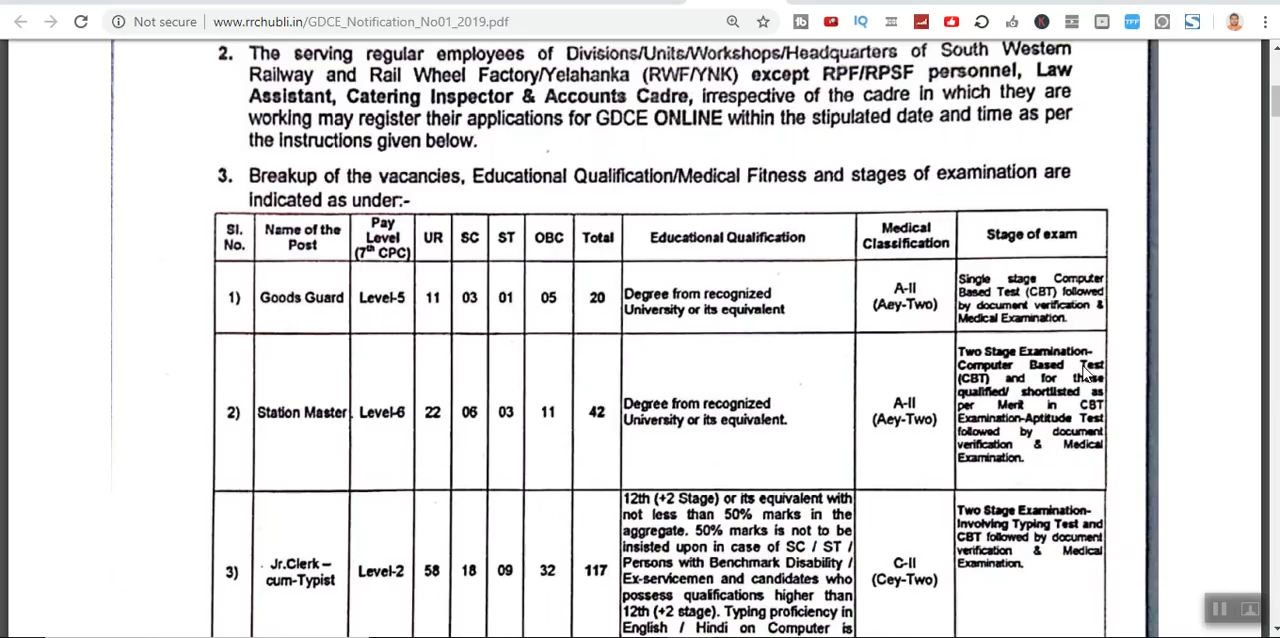 Not secure | www.rrchubli.in/GDCE_Notification_No01_2019.pdf
2. The serving regular employees of Divisions/Units/Workshops/Headquarters of South Western
Railway and Rail Wheel Factory/Yelahanka (RWF/YNK) except RPF/RPSF personnel, Law
Assistant, Catering Inspector & Accounts Cadre, irrespective of the cadre in which they are
working may register their applications for GDCE ONLINE within the stipulated date and time as per
the instructions given below.
3. Breakup of the vacancies, Educational Qualification/Medical Fitness and stages of examination are
indicated as under:-
Sl. No. Name of the Post Pay Level (7th CPC) UR SC ST OBC Total Educational Qualification Medical Classification Stage of exam
1) Goods Guard Level-5 11 03 01 05 20
Degree from recognized
University or its equivalent
A-II
(Aey-Two)
Single stage Computer
Based Test (CBT) followed
by document verification &
Medical Examination.
2) Station Master Level-6 22 06 03 11 42
Degree from recognized
University or its equivalent.
A-II
(Aey-Two)
Two Stage Examination-
Computer Based Test
(CBT) and for those
qualified/ shortlisted as
per Merit in CBT
Examination-Aptitude Test
followed by document
verification & Medical
Examination.
3) Jr.Clerk – cum-Typist Level-2 58 18 09 32 117
12th (+2 Stage) or its equivalent with
not less than 50% marks in the
aggregate. 50% marks is not to be
insisted upon in case of SC / ST /
Persons with Benchmark Disability /
Ex-servicemen and candidates who
possess qualifications higher than
12th (+2 stage). Typing proficiency in
English / Hindi on Computer is
C-II
(Cey-Two)
Two Stage Examination-
Involving Typing Test and
CBT followed by document
verification & Medical
Examination.